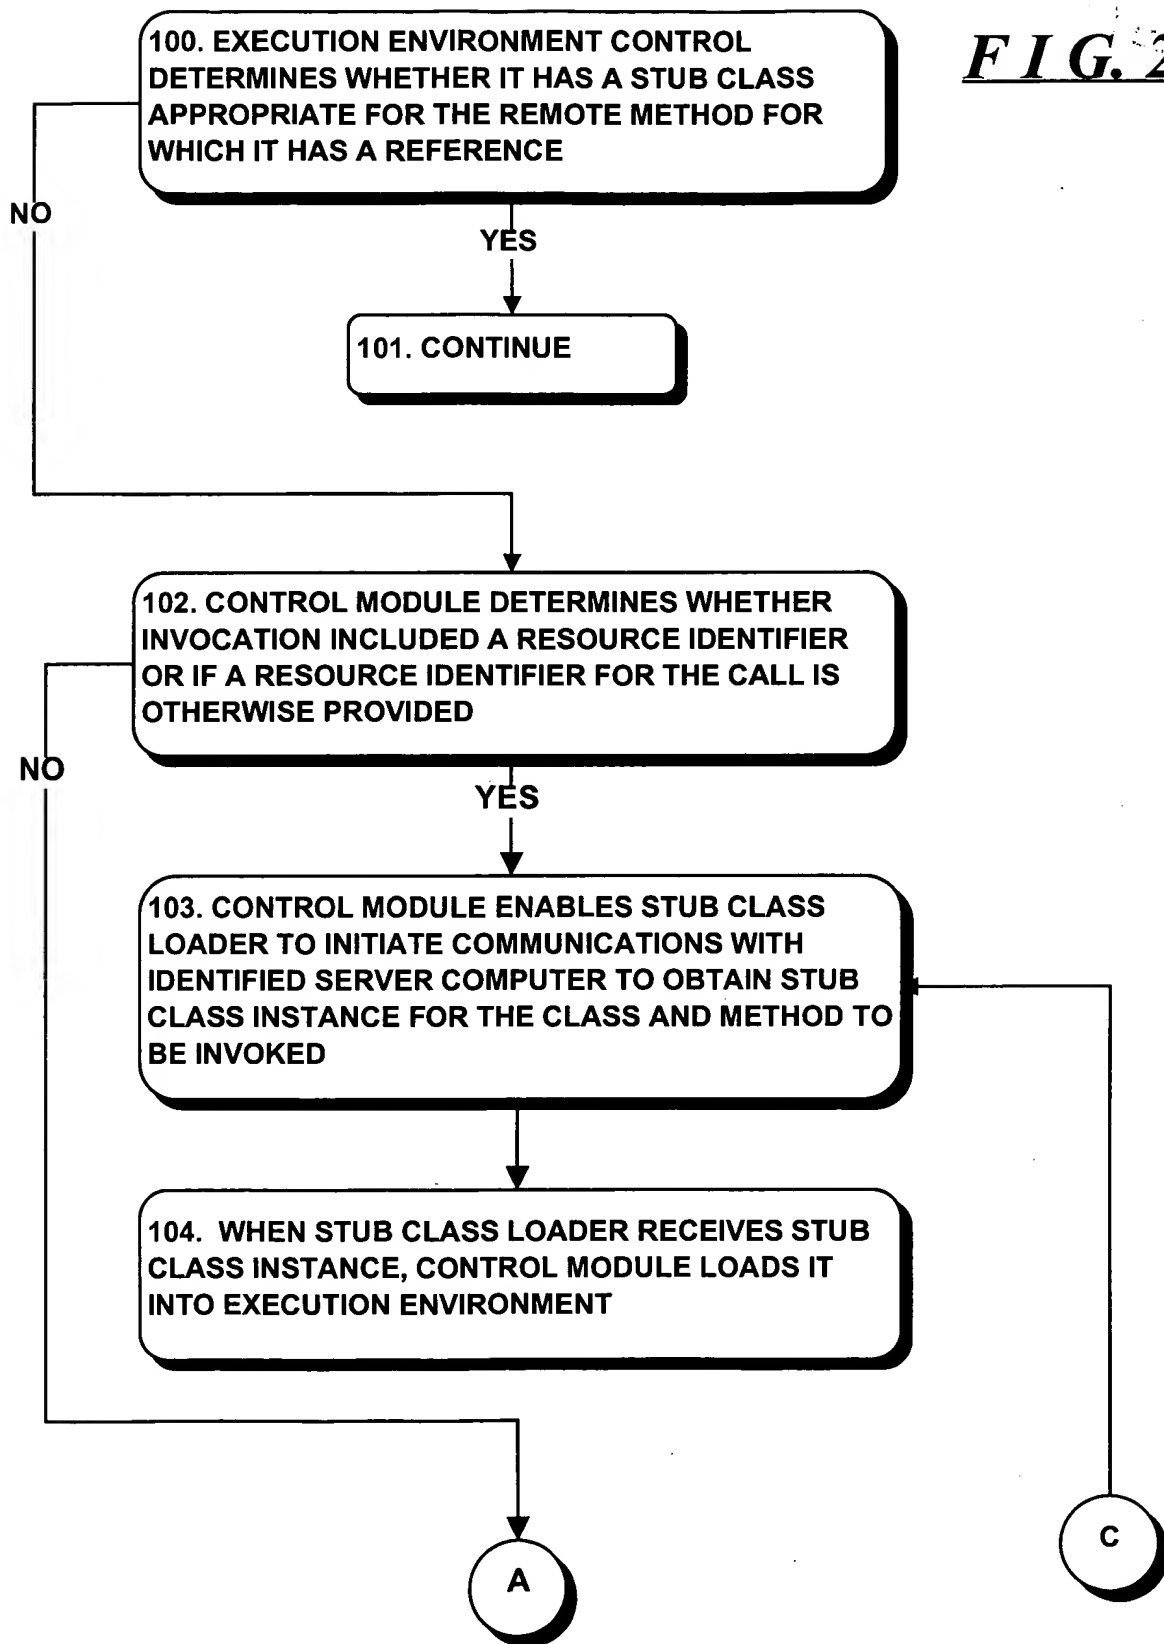 100. EXECUTION ENVIRONMENT CONTROL
DETERMINES WHETHER IT HAS A STUB CLASS
APPROPRIATE FOR THE REMOTE METHOD FOR
WHICH IT HAS A REFERENCE
FIG. 2
NO
YES
101. CONTINUE
102. CONTROL MODULE DETERMINES WHETHER
INVOCATION INCLUDED A RESOURCE IDENTIFIER
OR IF A RESOURCE IDENTIFIER FOR THE CALL IS
OTHERWISE PROVIDED
NO
YES
103. CONTROL MODULE ENABLES STUB CLASS
LOADER TO INITIATE COMMUNICATIONS WITH
IDENTIFIED SERVER COMPUTER TO OBTAIN STUB
CLASS INSTANCE FOR THE CLASS AND METHOD TO
BE INVOKED
104. WHEN STUB CLASS LOADER RECEIVES STUB
CLASS INSTANCE, CONTROL MODULE LOADS IT
INTO EXECUTION ENVIRONMENT
A
C